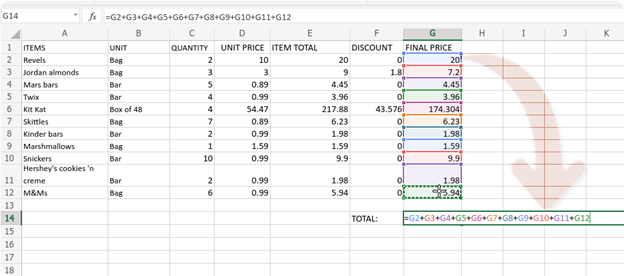 G14 fx =G2+G3+G4+G5+G6+G7+G8+G9+G10+G11+G12
A B C D E F G H I J K
1 ITEMS UNIT QUANTITY UNIT PRICE ITEM TOTAL DISCOUNT FINAL PRICE
2 Revels Bag 2 10 20 0 20
3 Jordan almonds Bag 3 3 9 1.8 7.2
4 Mars bars Bar 5 0.89 4.45 0 4.45
5 Twix Bar 4 0.99 3.96 0 3.96
6 Kit Kat Box of 48 4 54.47 217.88 43.576 174.304
7 Skittles Bag 7 0.89 6.23 0 6.23
8 Kinder bars Bar 2 0.99 1.98 0 1.98
9 Marshmallows Bag 1 1.59 1.59 0 1.59
10 Snickers Bar 10 0.99 9.9 0 9.9
Hershey's cookies 'n
11 creme Bar 2 0.99 1.98 0 1.98
12 M&Ms Bag 6 0.99 5.94 0 5.94
13
14 TOTAL: =G2+G3+G4+G5+G6+G7+G8+G9+G10+G11+G12
15
16
17
18